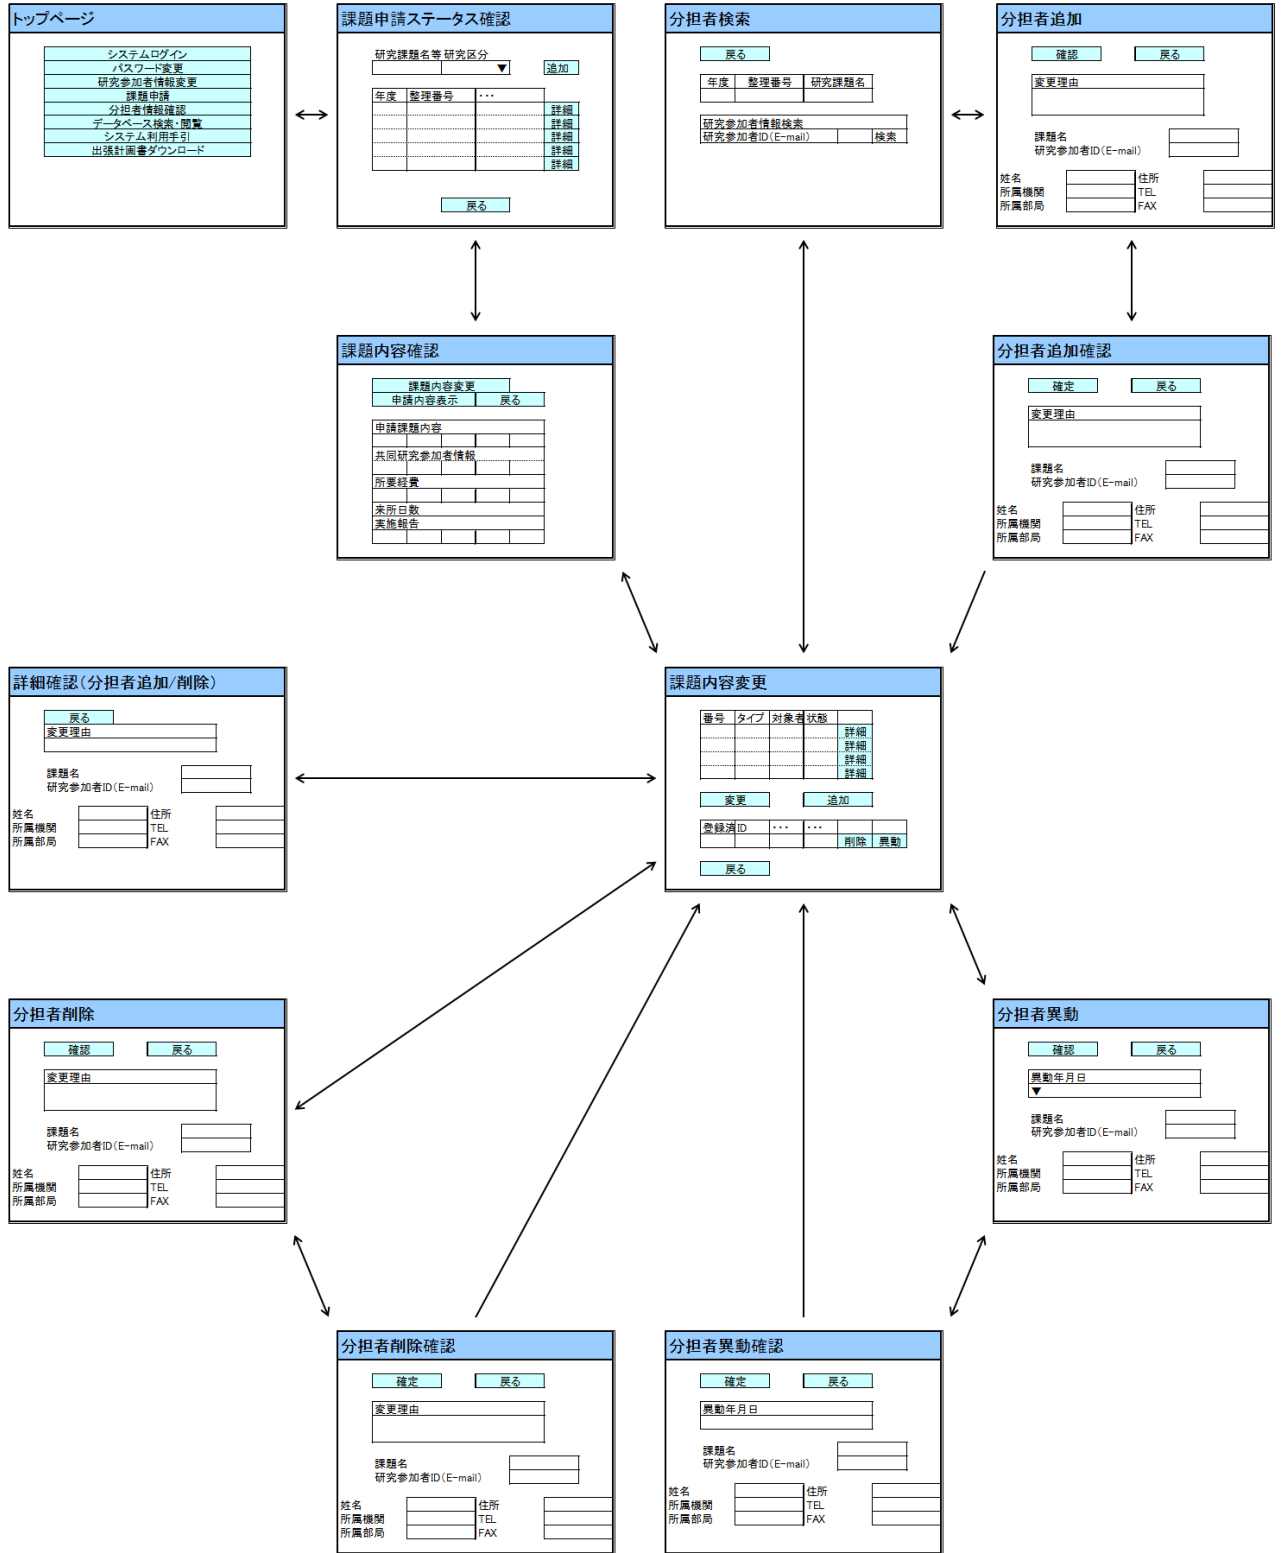 トップページ
システムログイン
パスワード変更
研究参加者情報変更
課題申請
分担者情報確認
データベース検索・閲覧
システム利用手引
出張計画書ダウンロード
課題申請ステータス確認
研究課題名等 研究区分
▼ 追加
年度 整理番号 ・・・
詳細
詳細
詳細
詳細
詳細
戻る
分担者検索
戻る
年度 整理番号 研究課題名
研究参加者情報検索
研究参加者ID(E-mail) 検索
分担者追加
確認 戻る
変更理由
課題名
研究参加者ID(E-mail)
姓名 住所
所属機関 TEL
所属部局 FAX
課題内容確認
課題内容変更
申請内容表示 戻る
申請課題内容
共同研究参加者情報
所要経費
来所日数
実施報告
分担者追加確認
確定 戻る
変更理由
課題名
研究参加者ID(E-mail)
姓名 住所
所属機関 TEL
所属部局 FAX
詳細確認(分担者追加/削除)
戻る
変更理由
課題名
研究参加者ID(E-mail)
姓名 住所
所属機関 TEL
所属部局 FAX
課題内容変更
番号 タイプ 対象者 状態
詳細
詳細
詳細
詳細
変更 追加
登録済ID ・・・ ・・・
削除 異動
戻る
分担者削除
確認 戻る
変更理由
課題名
研究参加者ID(E-mail)
姓名 住所
所属機関 TEL
所属部局 FAX
分担者異動
確認 戻る
異動年月日
▼
課題名
研究参加者ID(E-mail)
姓名 住所
所属機関 TEL
所属部局 FAX
分担者削除確認
確定 戻る
変更理由
課題名
研究参加者ID(E-mail)
姓名 住所
所属機関 TEL
所属部局 FAX
分担者異動確認
確定 戻る
異動年月日
課題名
研究参加者ID(E-mail)
姓名 住所
所属機関 TEL
所属部局 FAX